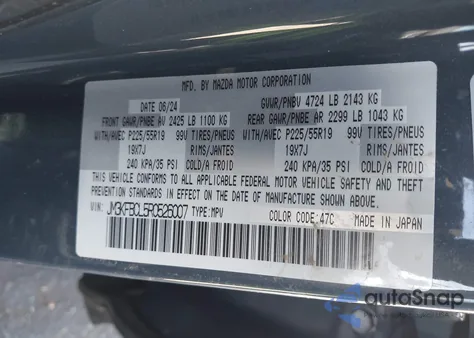 MFD. BY MAZDA MOTOR CORPORATION
DATE 06/24 GVWR/PNBV 4724 LB 2143 KG
FRONT GAWR/PNBE AV 2425 LB 1100 KG REAR GAWR/PNBE AR 2299 LB 1043 KG
WITH/AVEC P225/55R19 99V TIRES/PNEUS WITH/AVEC P225/55R19 99V TIRES/PNEUS
19X7J RIMS/JANTES 19X7J RIMS/JANTES
240 KPA/35 PSI COLD/A FROID 240 KPA/35 PSI COLD/A FROID
THIS VEHICLE CONFORMS TO ALL APPLICABLE FEDERAL MOTOR VEHICLE SAFETY AND THEFT
PREVENTION STANDARDS IN EFFECT ON THE DATE OF MANUFACTURE SHOWN ABOVE.
VIN: TYPE: MPV COLOR CODE: 47C MADE IN JAPAN
autoSnap
WWW.AUTOSNAP.COM